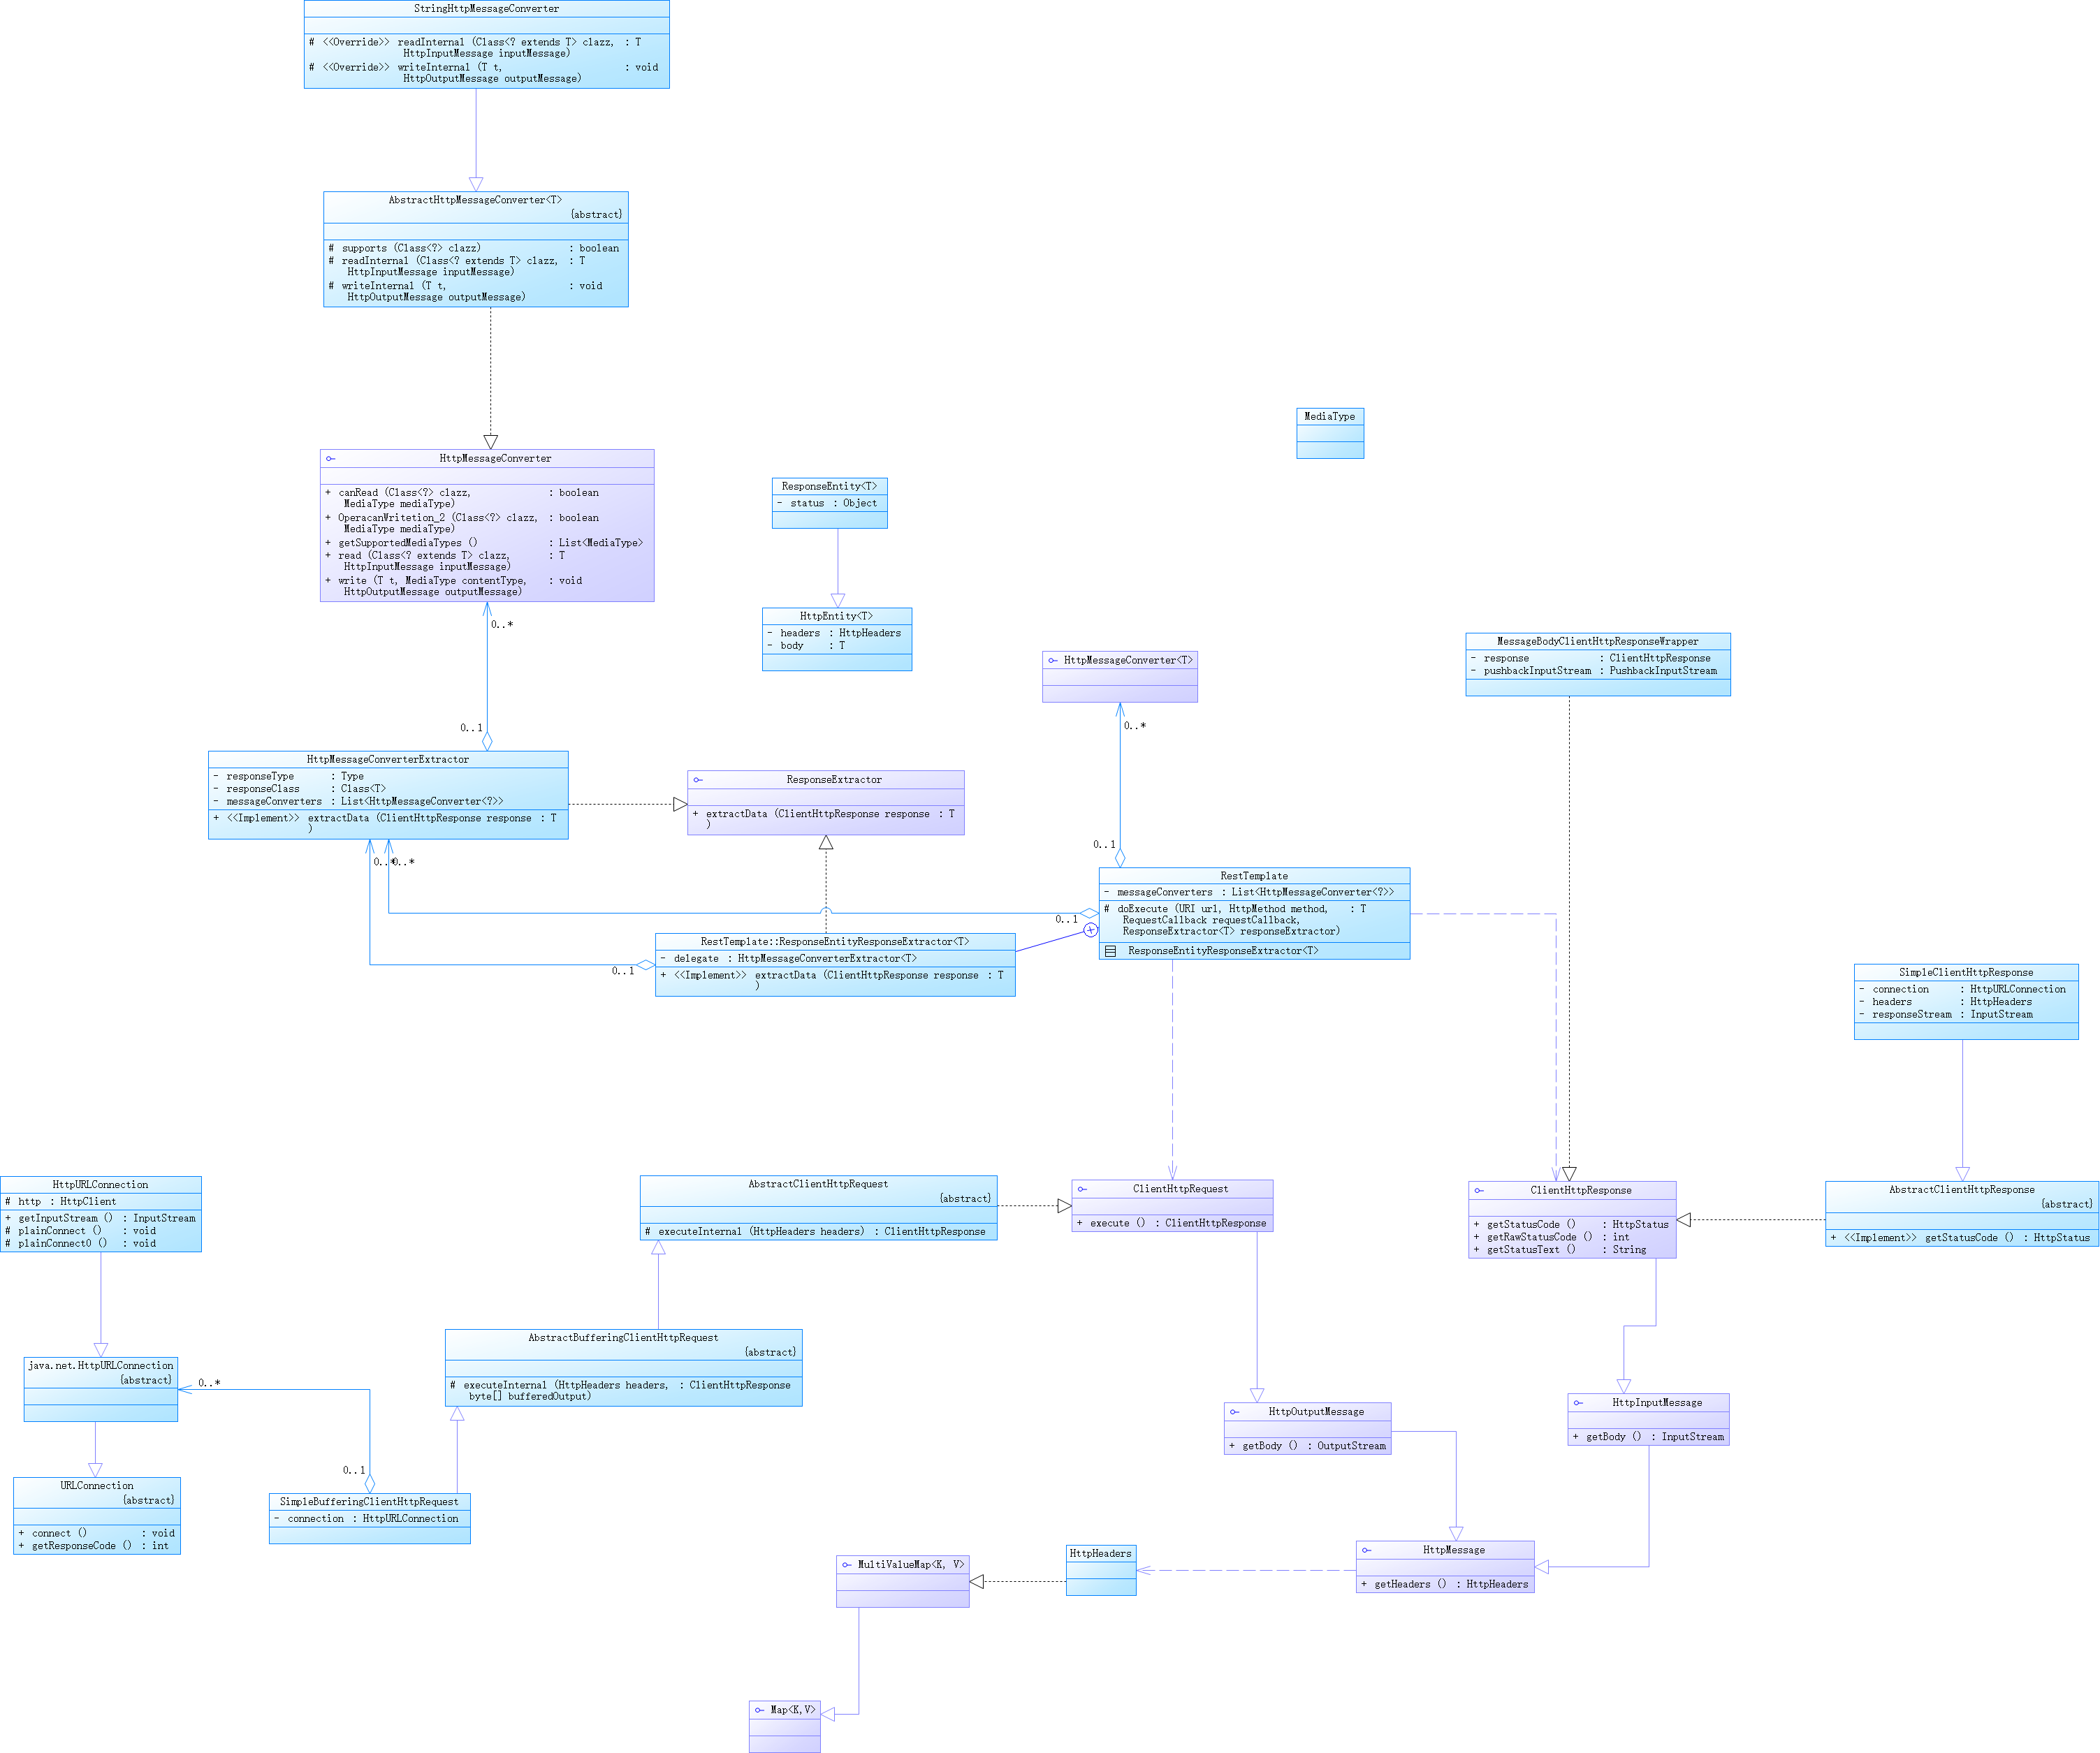 StringHttpMessageConverter
# <<Override>> readInternal (Class<? extends T> clazz, : T
HttpInputMessage inputMessage)
# <<Override>> writeInternal (T t, : void
HttpOutputMessage outputMessage)
AbstractHttpMessageConverter<T>
{abstract}
# supports (Class<?> clazz) : boolean
# readInternal (Class<? extends T> clazz, : T
HttpInputMessage inputMessage)
# writeInternal (T t, : void
HttpOutputMessage outputMessage)
HttpMessageConverter
+ canRead (Class<?> clazz, : boolean
MediaType mediaType)
+ OperacanWritetion_2 (Class<?> clazz, : boolean
MediaType mediaType)
+ getSupportedMediaTypes () : List<MediaType>
+ read (Class<? extends T> clazz, : T
HttpInputMessage inputMessage)
+ write (T t, MediaType contentType, : void
HttpOutputMessage outputMessage)
MediaType
ResponseEntity<T>
- status : Object
HttpEntity<T>
- headers : HttpHeaders
- body : T
HttpMessageConverter<T>
MessageBodyClientHttpResponseWrapper
- response : ClientHttpResponse
- pushbackInputStream : PushbackInputStream
0..*
0..1
0..*
0..1
HttpMessageConverterExtractor
- responseType : Type
- responseClass : Class<T>
- messageConverters : List<HttpMessageConverter<?>>
+ <<Implement>> extractData (ClientHttpResponse response : T
)
ResponseExtractor
+ extractData (ClientHttpResponse response : T
)
0..*
0..*
RestTemplate
- messageConverters : List<HttpMessageConverter<?>>
# doExecute (URI url, HttpMethod method, : T
RequestCallback requestCallback,
ResponseExtractor<T> responseExtractor)
ResponseEntityResponseExtractor<T>
0..1
RestTemplate::ResponseEntityResponseExtractor<T>
- delegate : HttpMessageConverterExtractor<T>
+ <<Implement>> extractData (ClientHttpResponse response : T
)
0..1
SimpleClientHttpResponse
- connection : HttpURLConnection
- headers : HttpHeaders
- responseStream : InputStream
HttpURLConnection
# http : HttpClient
+ getInputStream () : InputStream
# plainConnect () : void
# plainConnect0 () : void
AbstractClientHttpRequest
{abstract}
# executeInternal (HttpHeaders headers) : ClientHttpResponse
ClientHttpRequest
+ execute () : ClientHttpResponse
ClientHttpResponse
+ getStatusCode () : HttpStatus
+ getRawStatusCode () : int
+ getStatusText () : String
AbstractClientHttpResponse
{abstract}
+ <<Implement>> getStatusCode () : HttpStatus
java.net.HttpURLConnection
{abstract}
0..*
AbstractBufferingClientHttpRequest
{abstract}
# executeInternal (HttpHeaders headers, : ClientHttpResponse
byte[] bufferedOutput)
HttpOutputMessage
+ getBody () : OutputStream
HttpInputMessage
+ getBody () : InputStream
URLConnection
{abstract}
+ connect () : void
+ getResponseCode () : int
0..1
SimpleBufferingClientHttpRequest
- connection : HttpURLConnection
MultiValueMap<K, V>
HttpHeaders
HttpMessage
+ getHeaders () : HttpHeaders
Map<K,V>